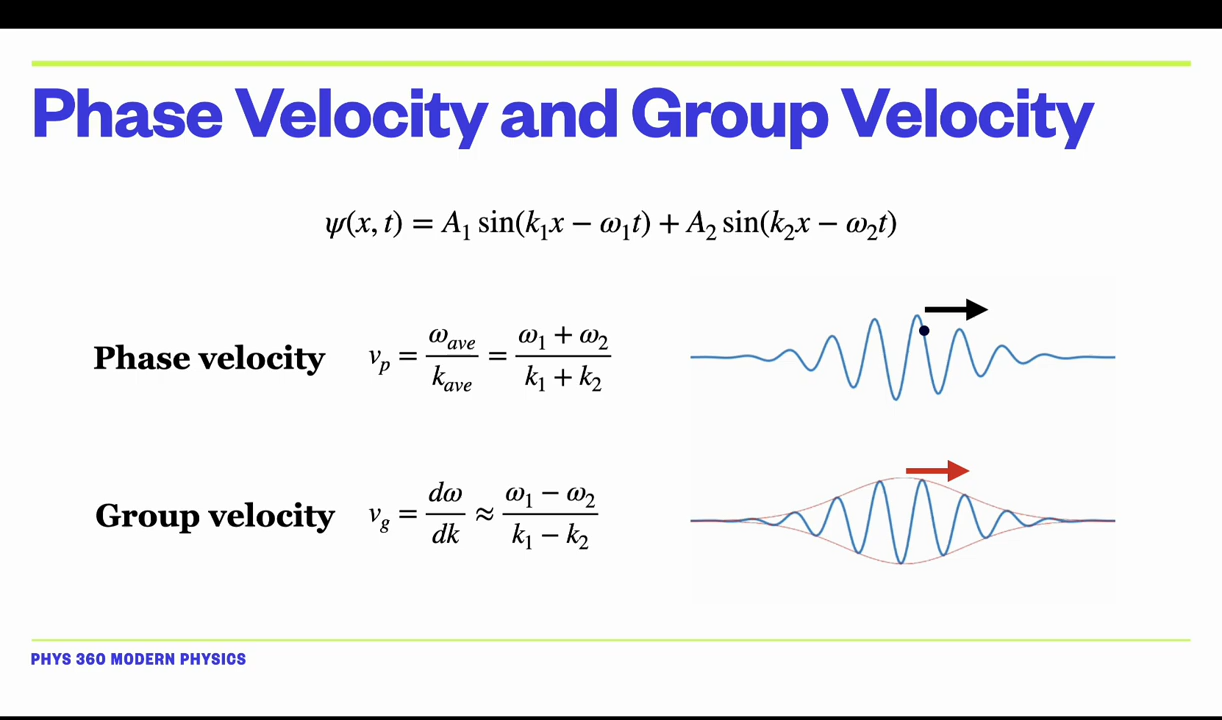 Phase Velocity and Group Velocity
ψ(x, t) = A₁ sin(k₁x − ω₁t) + A₂ sin(k₂x − ω₂t)
Phase velocity vₚ = ω_ave / k_ave = (ω₁ + ω₂) / (k₁ + k₂)
Group velocity v_g = dω / dk ≈ (ω₁ − ω₂) / (k₁ − k₂)
PHYS 360 MODERN PHYSICS